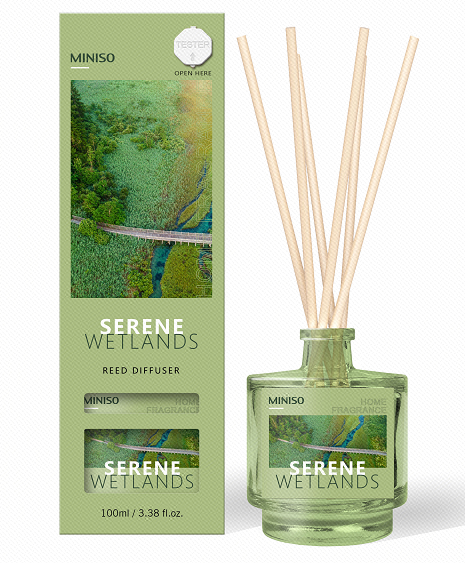 MINISO
TESTER
OPEN HERE
HOME
SERENE
WETLANDS
REED DIFFUSER
MINISO
HOME
FRAGRANCE
SERENE
WETLANDS
100ml / 3.38 fl.oz.
MINISO
HOME
FRAGRANCE
SERENE
WETLANDS